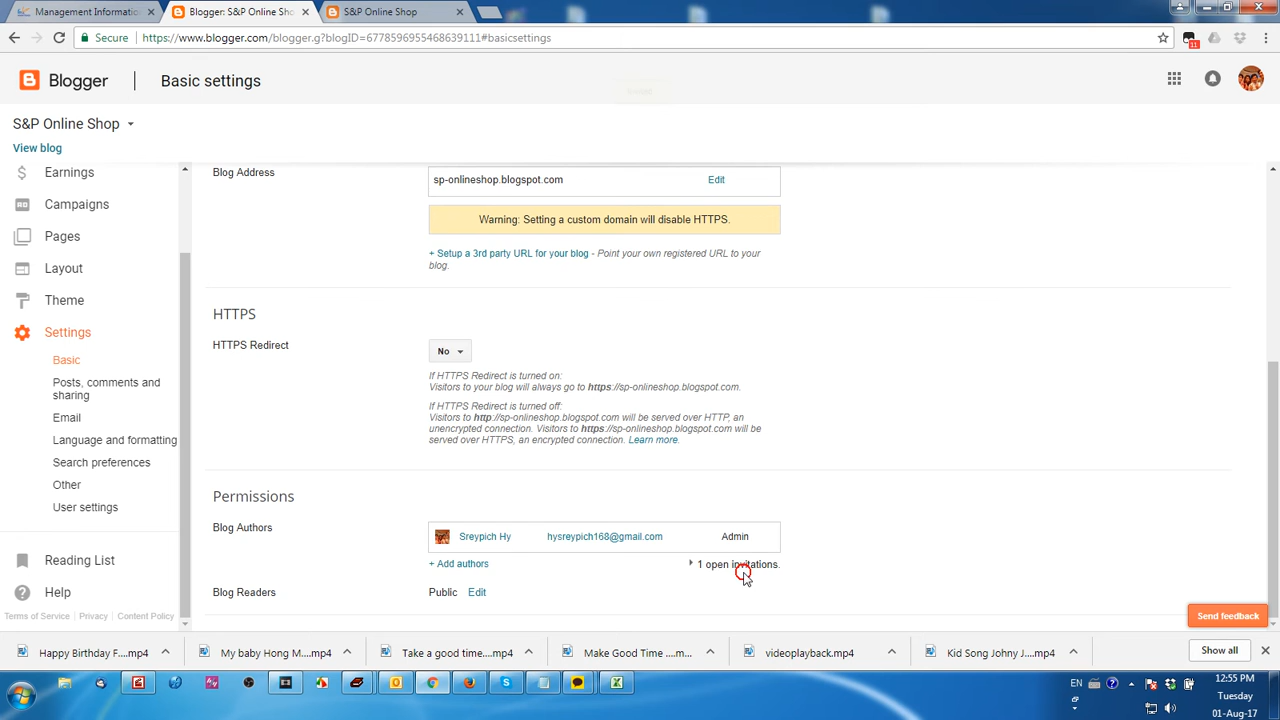 Management Informatic
Blogger: S&P Online Sho
S&P Online Shop
Secure
https://www.blogger.com/blogger.g?blogID=6778596955468639111#basicsettings
11
Blogger
Basic settings
S&P Online Shop
View blog
Earnings
Campaigns
Pages
Layout
Theme
Settings
Basic
Posts, comments and
sharing
Email
Language and formatting
Search preferences
Other
User settings
Reading List
Help
Terms of Service
Privacy
Content Policy
Blog Address
sp-onlineshop.blogspot.com
Edit
Warning: Setting a custom domain will disable HTTPS.
+ Setup a 3rd party URL for your blog - Point your own registered URL to your
blog.
HTTPS
HTTPS Redirect
No
If HTTPS Redirect is turned on:
Visitors to your blog will always go to https://sp-onlineshop.blogspot.com.
If HTTPS Redirect is turned off:
Visitors to http://sp-onlineshop.blogspot.com will be served over HTTP, an
unencrypted connection. Visitors to https://sp-onlineshop.blogspot.com will be
served over HTTPS, an encrypted connection. Learn more.
Permissions
Blog Authors
Sreypich Hy
hysreypich168@gmail.com
Admin
+ Add authors
1 open invitations.
Blog Readers
Public
Edit
Send feedback
Happy Birthday F....mp4
My baby Hong M....mp4
Take a good time....mp4
Make Good Time ....mp4
videoplayback.mp4
Kid Song Johny J....mp4
Show all
EN
12:55 PM
Tuesday
01-Aug-17